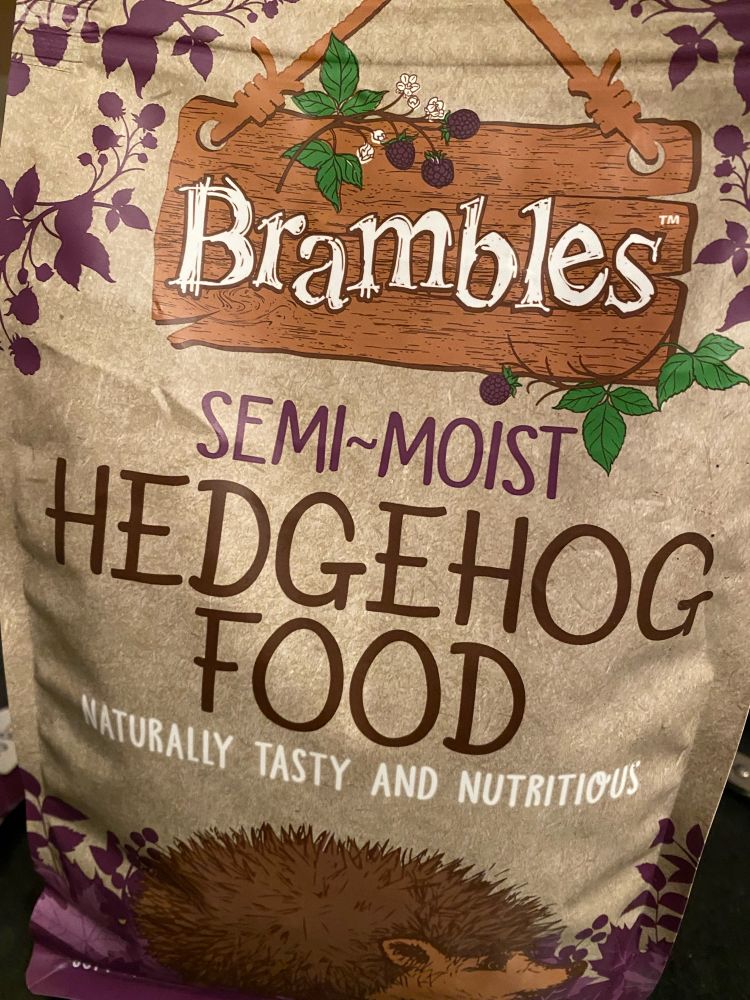 Brambles™
SEMI~MOIST
HEDGEHOG
FOOD
NATURALLY TASTY AND NUTRITIOUS